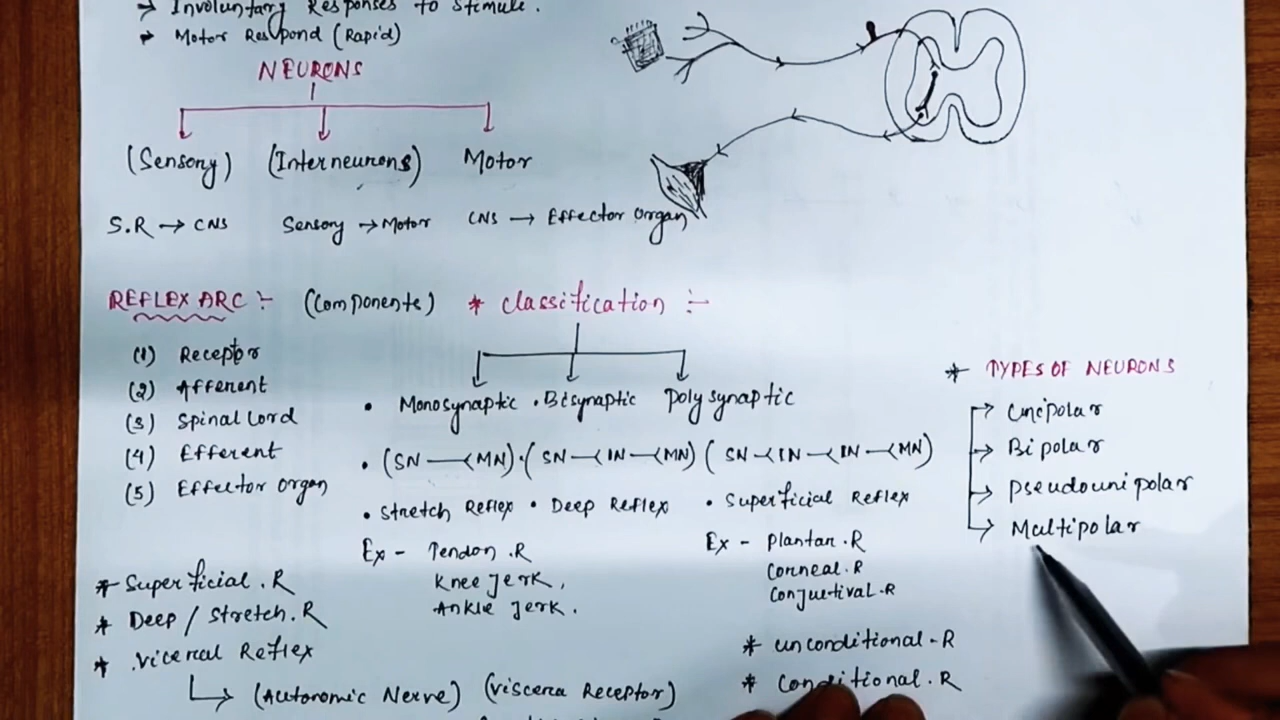 → Involuntary Responses to Stimuli.
→ Motor Respond (Rapid)
NEURONS
(Sensory) (Interneurons) Motor
S.R → CNS Sensory → Motor CNS → Effector Organ
REFLEX ARC :- (Components) * Classification :-
(1) Receptor
(2) Afferent
(3) Spinal Cord
(4) Efferent
(5) Effector Organ
• Monosynaptic • Bisynaptic Polysynaptic
• (SN —< MN) • (SN —< IN —< MN) (SN —< IN —< IN —< MN)
• Stretch Reflex • Deep Reflex • Superficial Reflex
Ex - Tendon .R
Knee Jerk,
Ankle Jerk.
Ex - Plantar .R
Corneal .R
Conjuctival .R
* TYPES OF NEURONS
→ Unipolar
→ Bipolar
→ Pseudounipolar
→ Multipolar
* Superficial .R
* Deep / Stretch .R
* Viceral Reflex
→ (Autonomic Nerve) (Viscera Receptor)
* unconditional - R
* Conditional . R